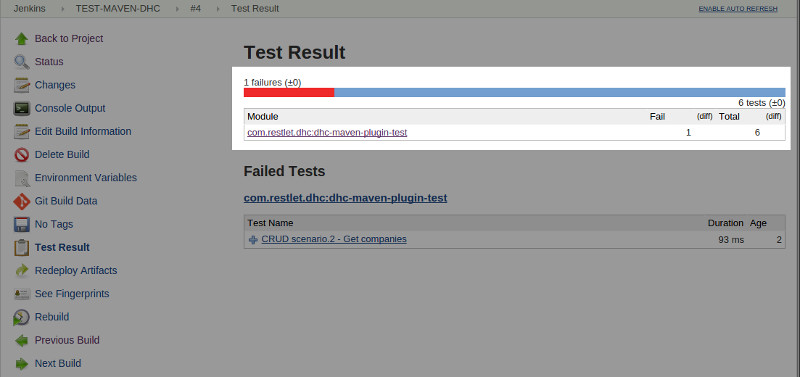 Jenkins TEST-MAVEN-DHC #4 Test Result ENABLE AUTO REFRESH
Back to Project
Status
Changes
Console Output
Edit Build Information
Delete Build
Environment Variables
Git Build Data
No Tags
Test Result
Redeploy Artifacts
See Fingerprints
Rebuild
Previous Build
Next Build
Test Result
1 failures (±0)
6 tests (±0)
Module Fail (diff) Total (diff)
com.restlet.dhc:dhc-maven-plugin-test 1 6
Failed Tests
com.restlet.dhc:dhc-maven-plugin-test
Test Name Duration Age
CRUD scenario.2 - Get companies 93 ms 2